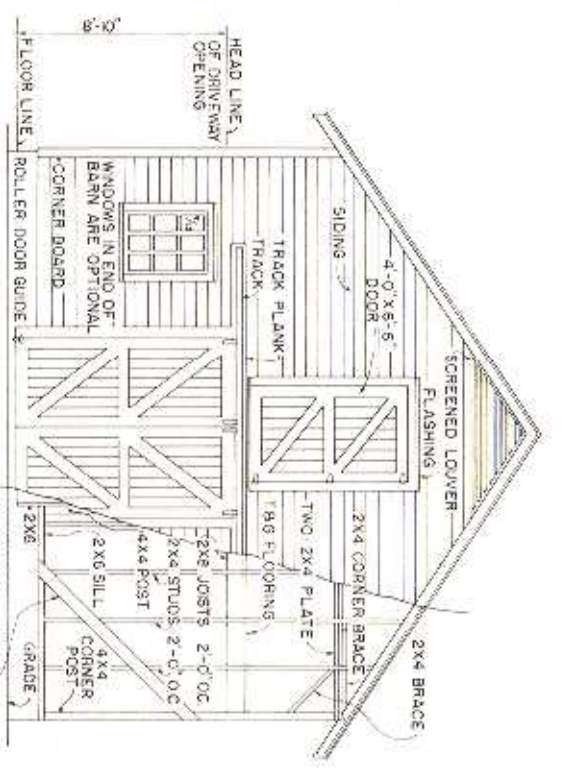 8'-10"
HEAD LINE
OF DRIVEWAY
OPENING
FLOOR LINE
SCREENED LOUVER
FLASHING
4'-0" X 5'-5"
DOOR
SIDING
TRACK PLANK
TRACK
WINDOWS IN END OF
BARN ARE OPTIONAL
CORNER BOARD
ROLLER DOOR GUIDE
2X4 BRACE
2X4 CORNER BRACE
TWO 2X4 PLATE
T&G FLOORING
2X8 JOISTS 2'-0" O.C.
2X4 STUDS 2'-0" O.C.
4X4 POST
2X6 SILL
2X6
4X4
CORNER
POST
GRADE